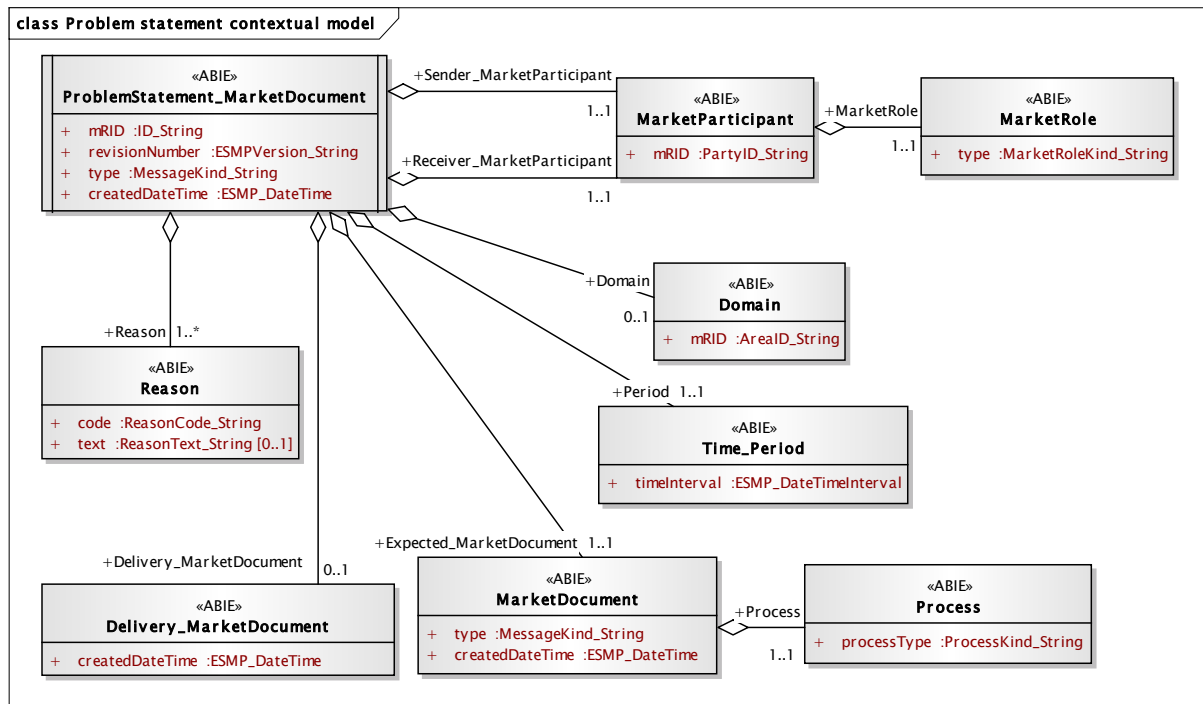 class Problem statement contextual model
«ABIE»
ProblemStatement_MarketDocument
+ mRID :ID_String
+ revisionNumber :ESMPVersion_String
+ type :MessageKind_String
+ createdDateTime :ESMP_DateTime
+Sender_MarketParticipant
1..1
+Receiver_MarketParticipant
1..1
«ABIE»
MarketParticipant
+ mRID :PartyID_String
+MarketRole
1..1
«ABIE»
MarketRole
+ type :MarketRoleKind_String
+Domain
0..1
«ABIE»
Domain
+ mRID :AreaID_String
+Reason 1..*
«ABIE»
Reason
+ code :ReasonCode_String
+ text :ReasonText_String [0..1]
+Period 1..1
«ABIE»
Time_Period
+ timeInterval :ESMP_DateTimeInterval
+Delivery_MarketDocument
0..1
«ABIE»
Delivery_MarketDocument
+ createdDateTime :ESMP_DateTime
+Expected_MarketDocument 1..1
«ABIE»
MarketDocument
+ type :MessageKind_String
+ createdDateTime :ESMP_DateTime
+Process
1..1
«ABIE»
Process
+ processType :ProcessKind_String